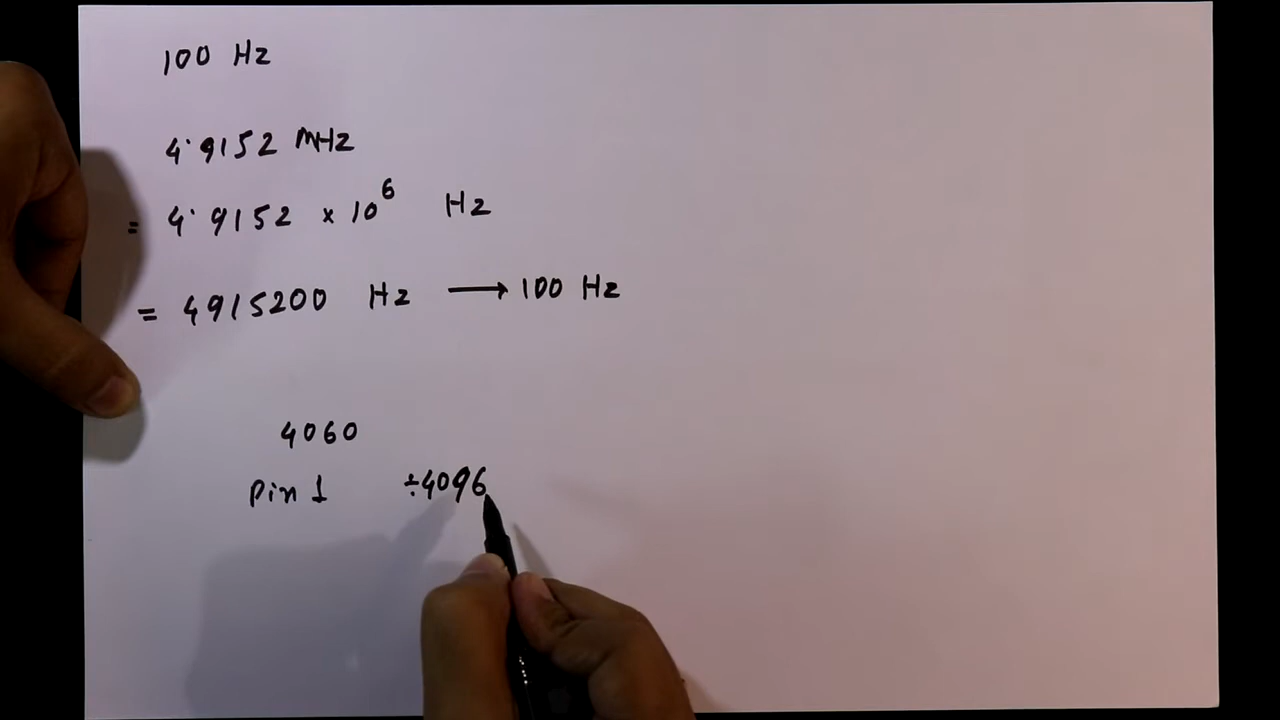 100 Hz
4.9152 MHz
= 4.9152 × 10⁶ Hz
= 4915200 Hz ⟶ 100 Hz
4060
Pin 1 ÷4096